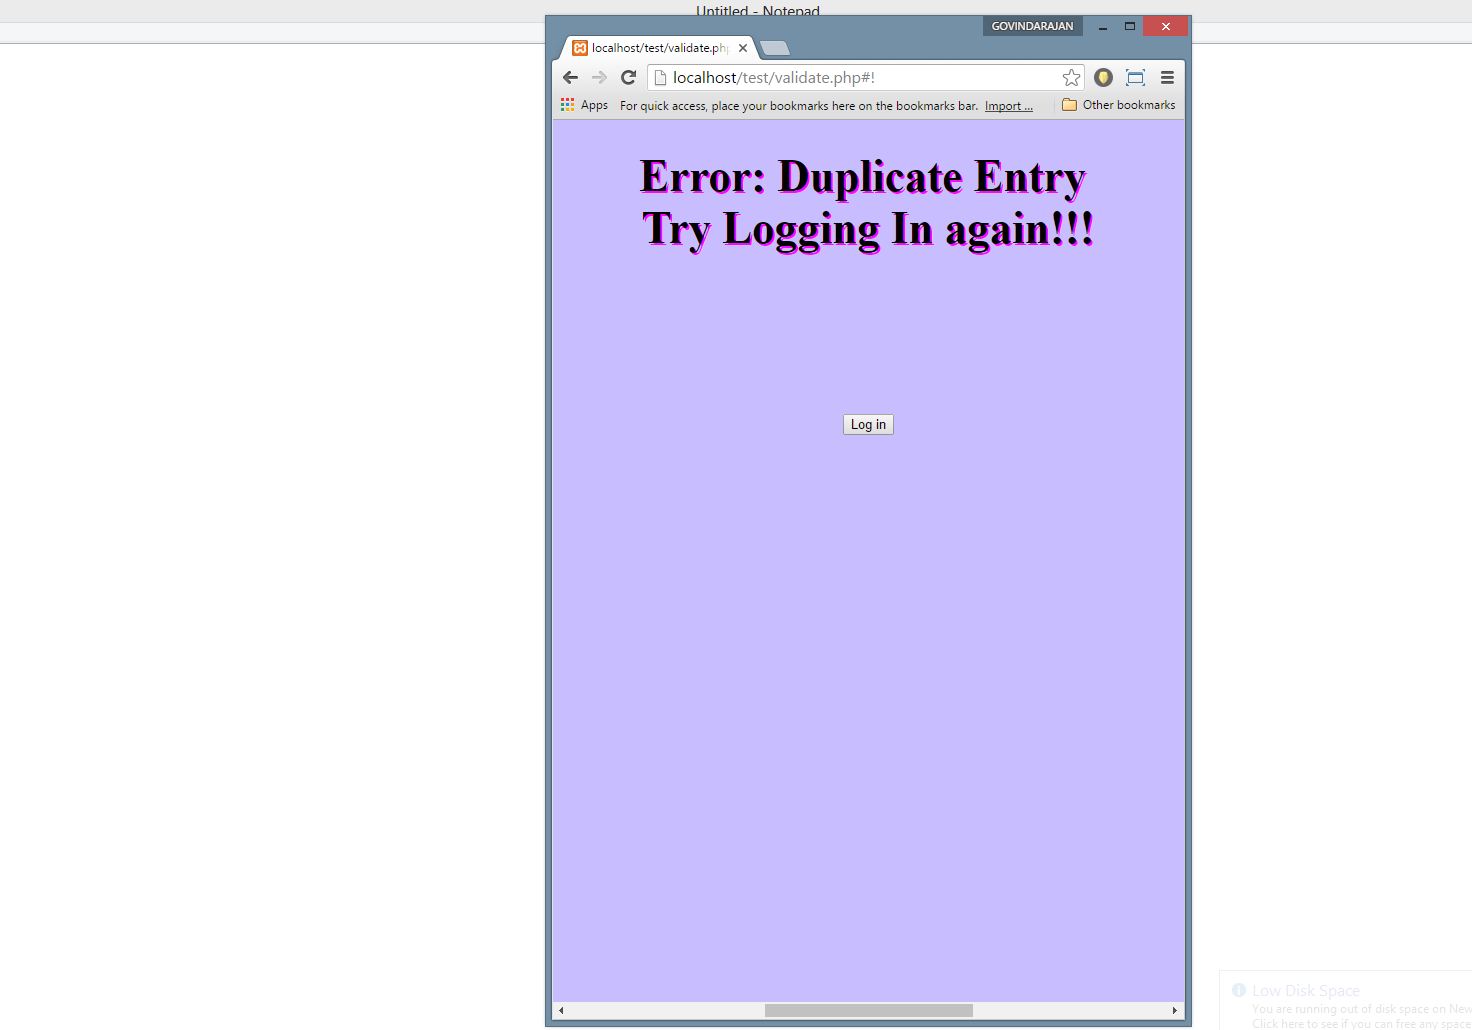 Untitled - Notepad
GOVINDARAJAN
localhost/test/validate.php
localhost/test/validate.php#!
Apps For quick access, place your bookmarks here on the bookmarks bar. Import ... Other bookmarks
Error: Duplicate Entry
Try Logging In again!!!
Log in
Low Disk Space
You are running out of disk space on New
Click here to see if you can free any space